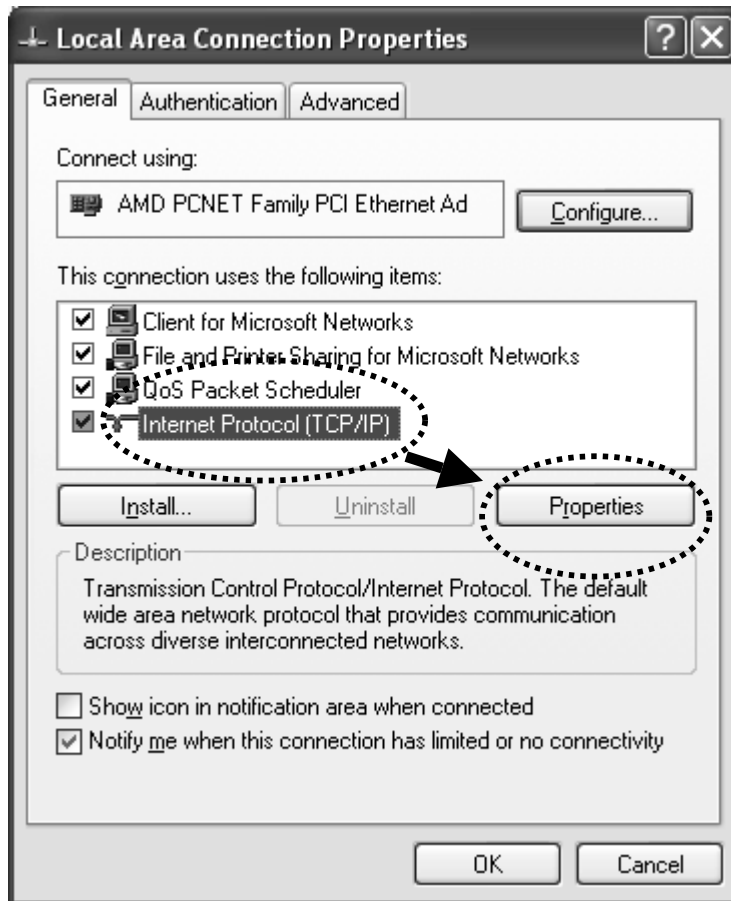 Local Area Connection Properties
General Authentication Advanced
Connect using:
AMD PCNET Family PCI Ethernet Ad Configure...
This connection uses the following items:
Client for Microsoft Networks
File and Printer Sharing for Microsoft Networks
QoS Packet Scheduler
Internet Protocol (TCP/IP)
Install... Uninstall Properties
Description
Transmission Control Protocol/Internet Protocol. The default
wide area network protocol that provides communication
across diverse interconnected networks.
Show icon in notification area when connected
Notify me when this connection has limited or no connectivity
OK Cancel